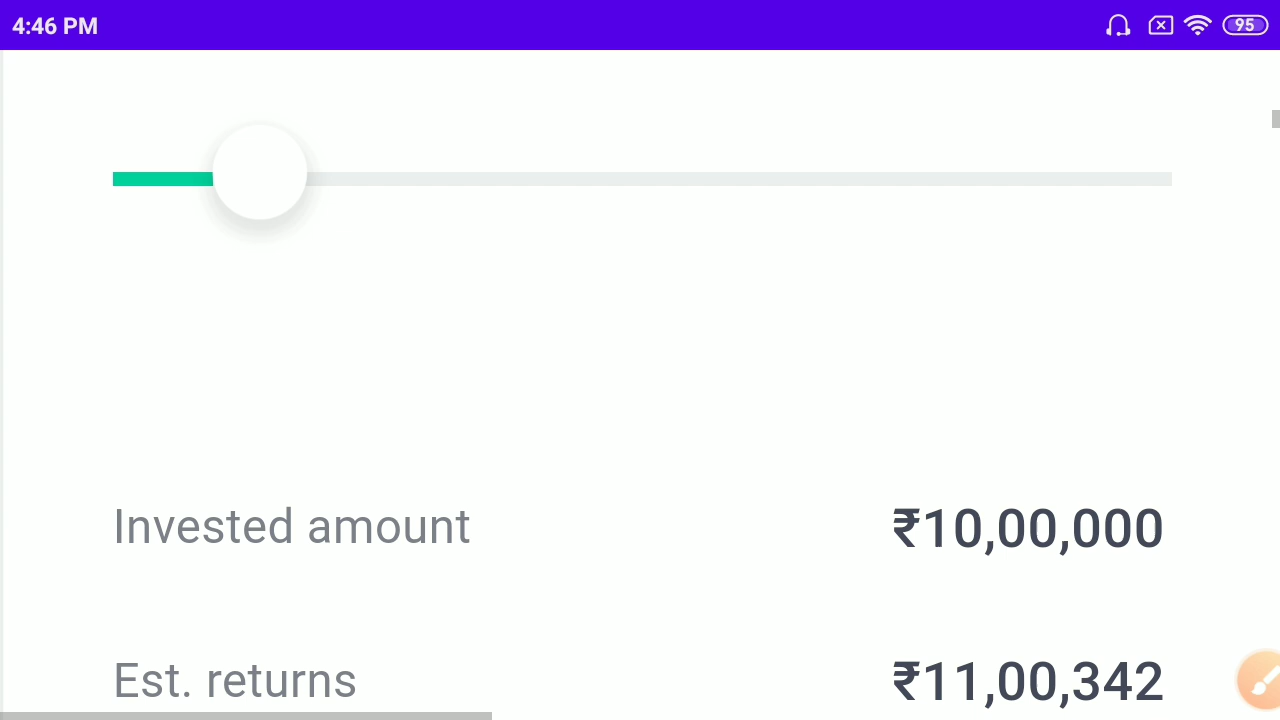 4:46 PM
95
Invested amount ₹10,00,000
Est. returns ₹11,00,342